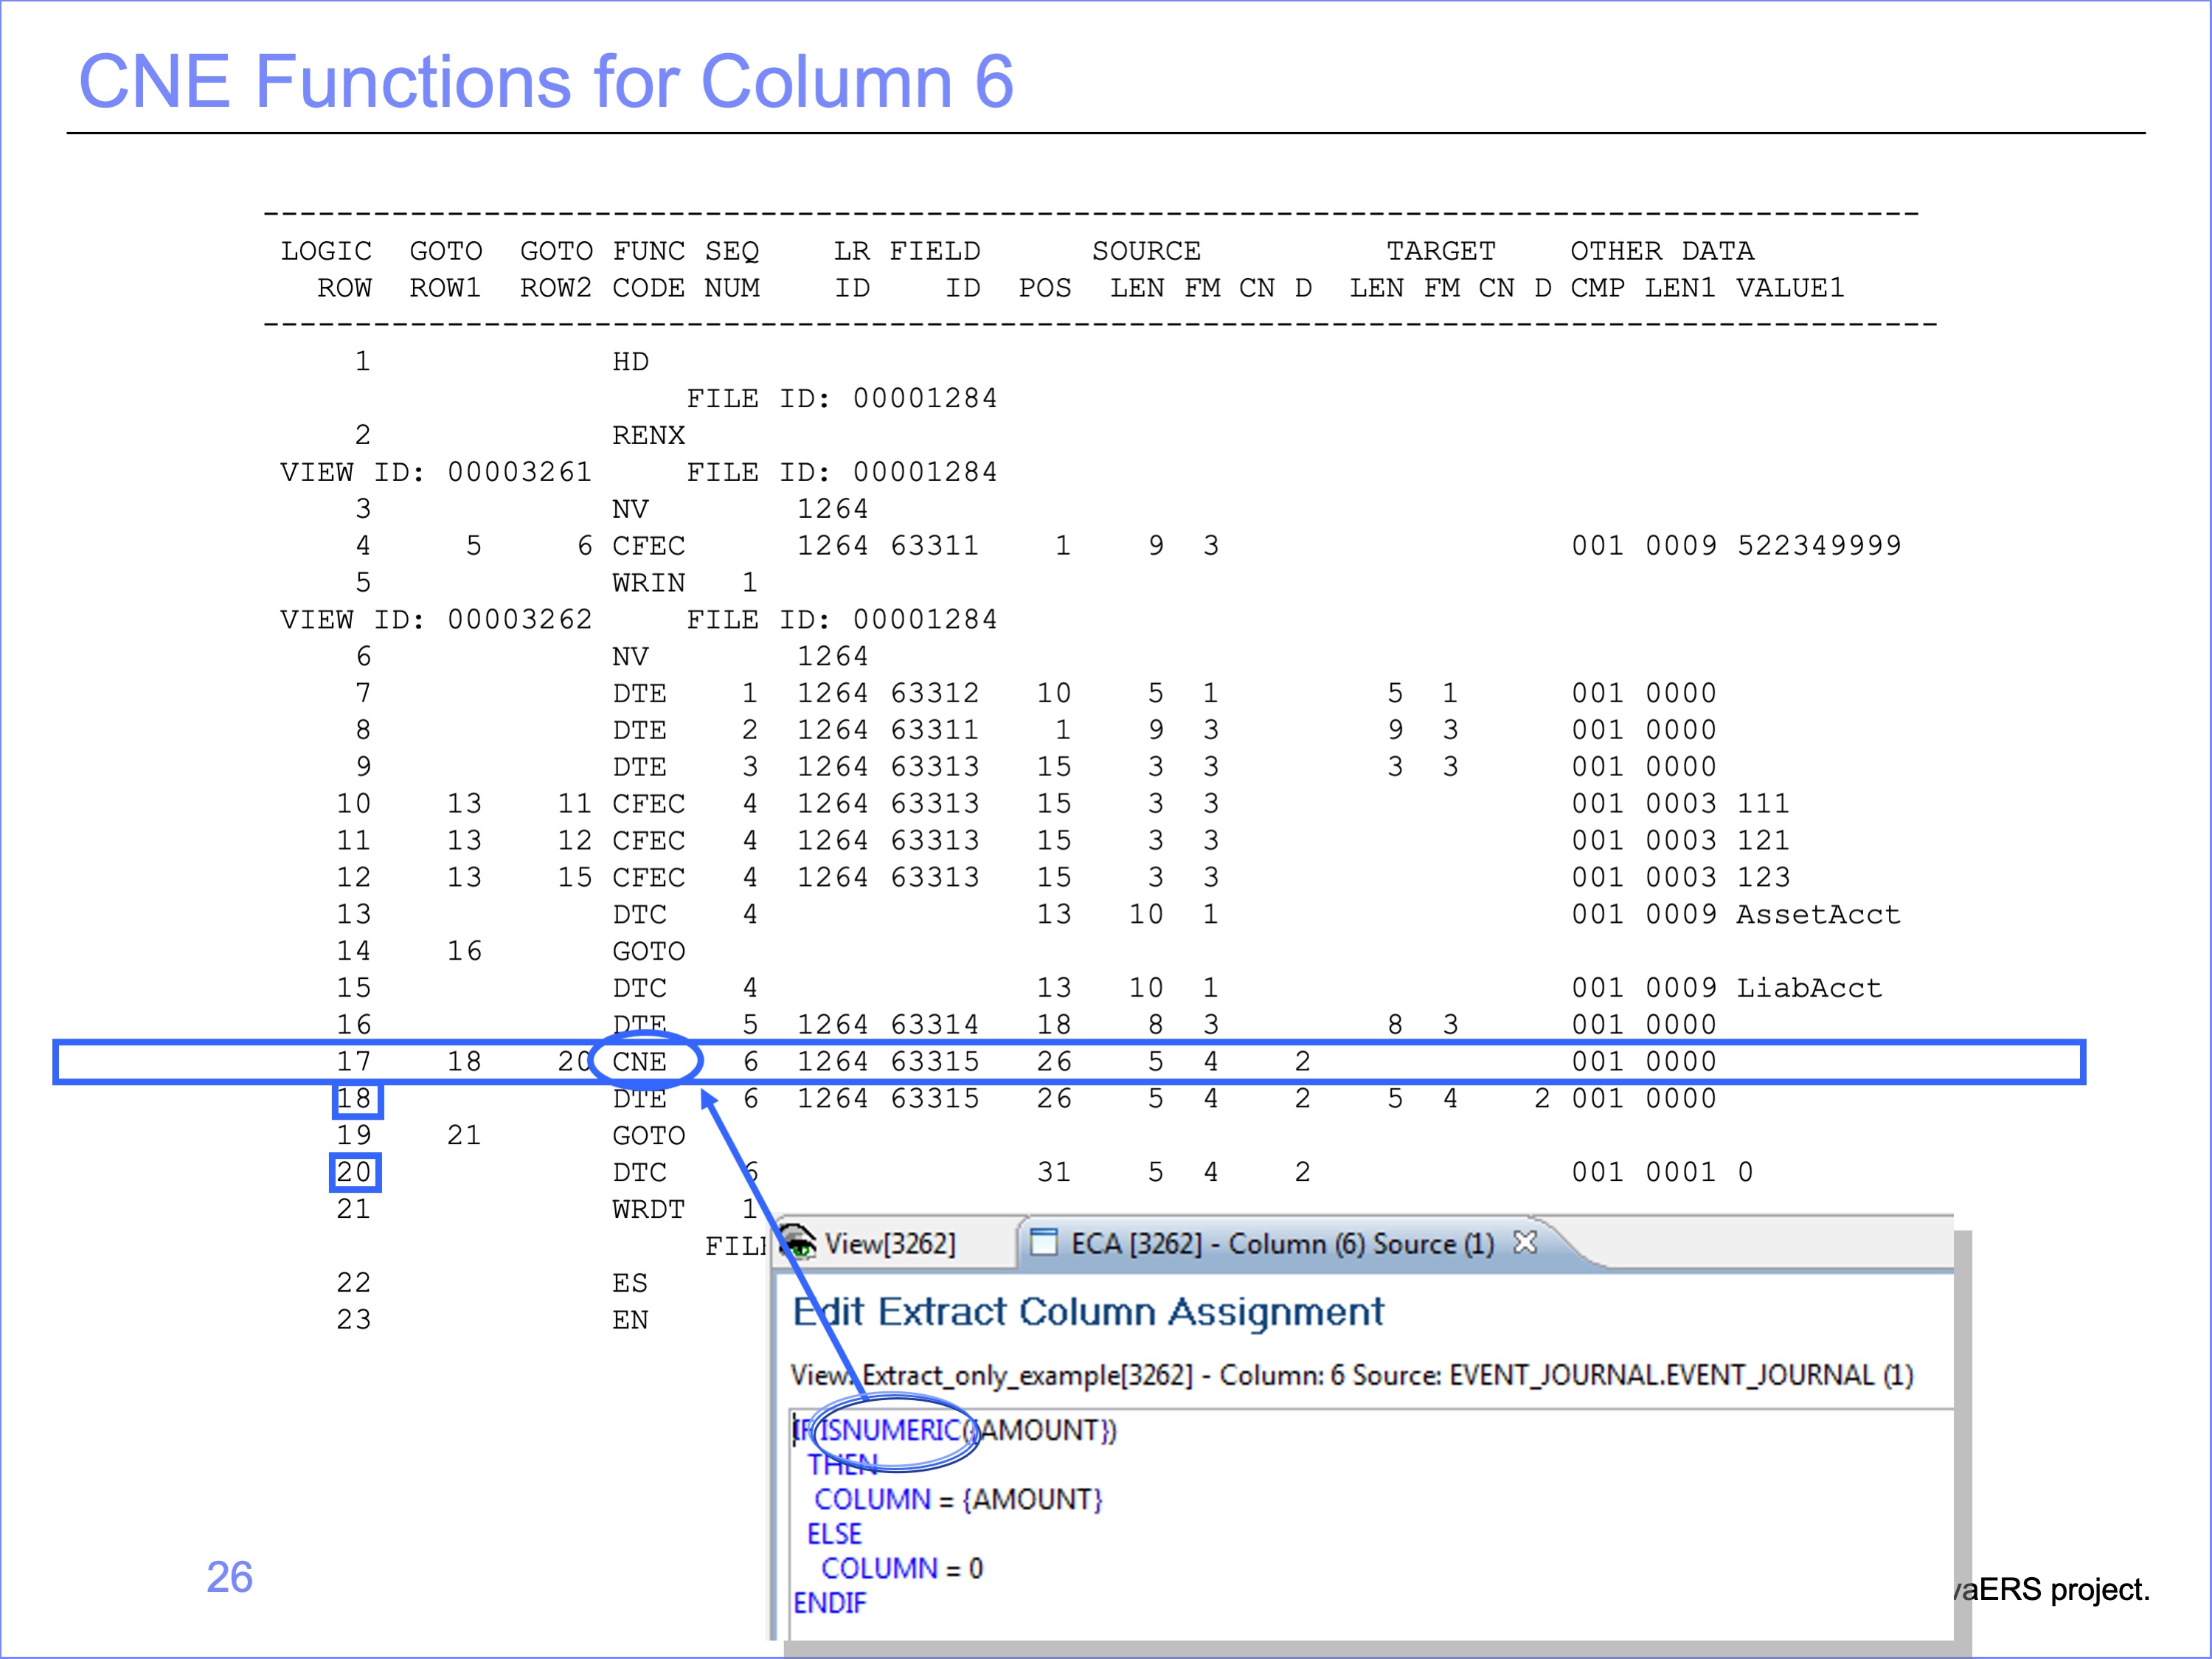 CNE Functions for Column 6
LOGIC GOTO GOTO FUNC SEQ LR FIELD SOURCE TARGET OTHER DATA
ROW ROW1 ROW2 CODE NUM ID ID POS LEN FM CN D LEN FM CN D CMP LEN1 VALUE1
1 HD
FILE ID: 00001284
2 RENX
VIEW ID: 00003261 FILE ID: 00001284
3 NV 1264
4 5 6 CFEC 1264 63311 1 9 3 001 0009 522349999
5 WRIN 1
VIEW ID: 00003262 FILE ID: 00001284
6 NV 1264
7 DTE 1 1264 63312 10 5 1 5 1 001 0000
8 DTE 2 1264 63311 1 9 3 9 3 001 0000
9 DTE 3 1264 63313 15 3 3 3 3 001 0000
10 13 11 CFEC 4 1264 63313 15 3 3 001 0003 111
11 13 12 CFEC 4 1264 63313 15 3 3 001 0003 121
12 13 15 CFEC 4 1264 63313 15 3 3 001 0003 123
13 DTC 4 13 10 1 001 0009 AssetAcct
14 16 GOTO
15 DTC 4 13 10 1 001 0009 LiabAcct
16 DTE 5 1264 63314 18 8 3 8 3 001 0000
17 18 20 CNE 6 1264 63315 26 5 4 2 001 0000
18 DTE 6 1264 63315 26 5 4 2 5 4 2 001 0000
19 21 GOTO
20 DTC 6 31 5 4 2 001 0001 0
21 WRDT 1
22 ES
23 EN
View[3262] ECA [3262] - Column (6) Source (1)
Edit Extract Column Assignment
View: Extract_only_example[3262] - Column: 6 Source: EVENT_JOURNAL.EVENT_JOURNAL (1)
IF ISNUMERIC({AMOUNT})
THEN
COLUMN = {AMOUNT}
ELSE
COLUMN = 0
ENDIF
26
project.